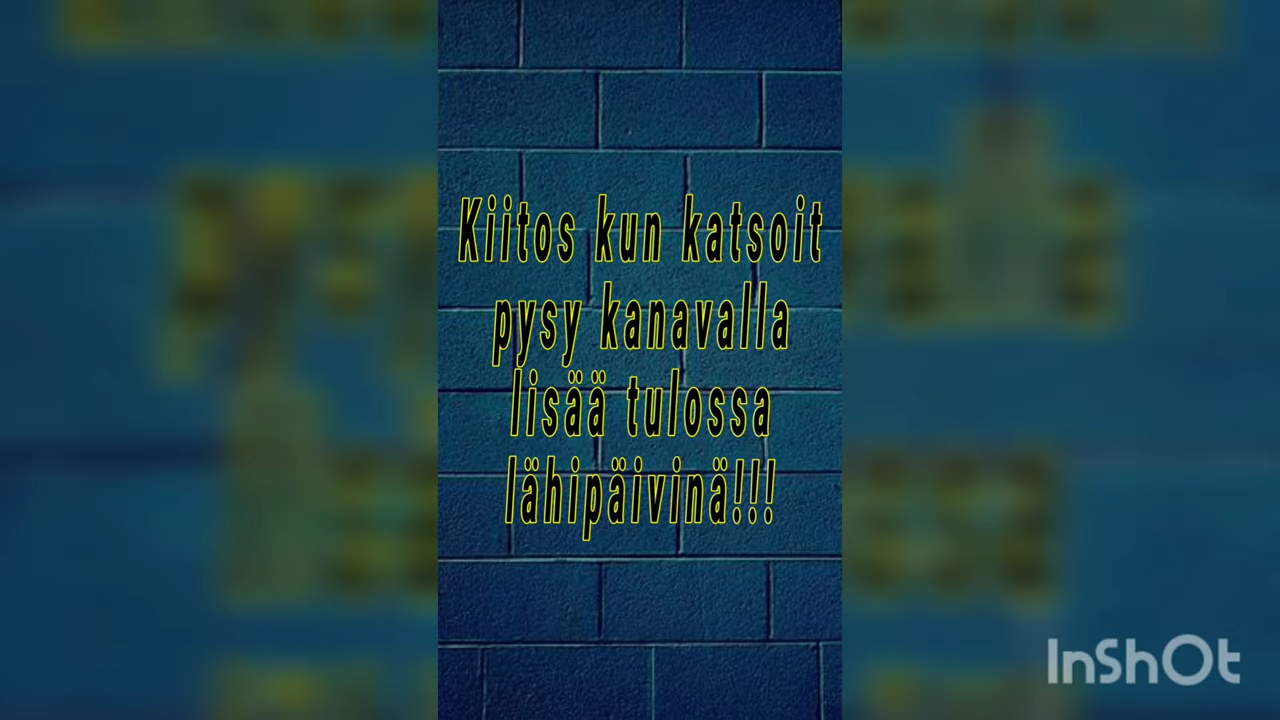 Kiitos kun katsoit
pysy kanavalla
lisää tulossa
lähipäivinä!!!
InShOt